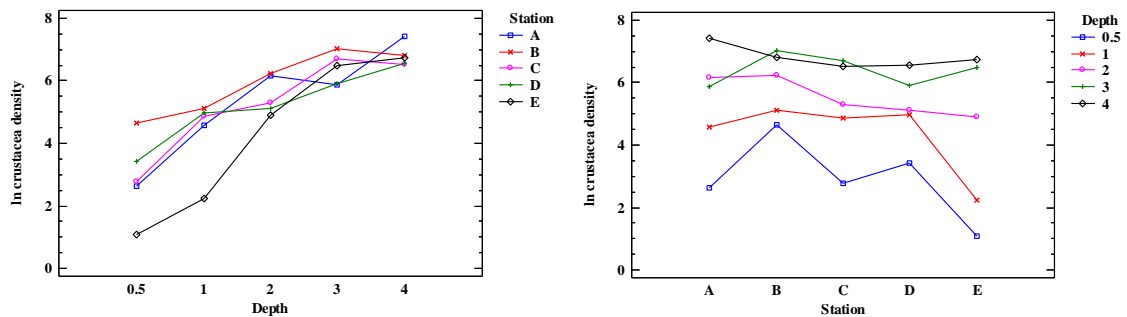 Station
A
B
C
D
E
8
6
4
2
0
ln crustacea density
0.5 1 2 3 4
Depth
Depth
0.5
1
2
3
4
8
6
4
2
0
ln crustacea density
A B C D E
Station